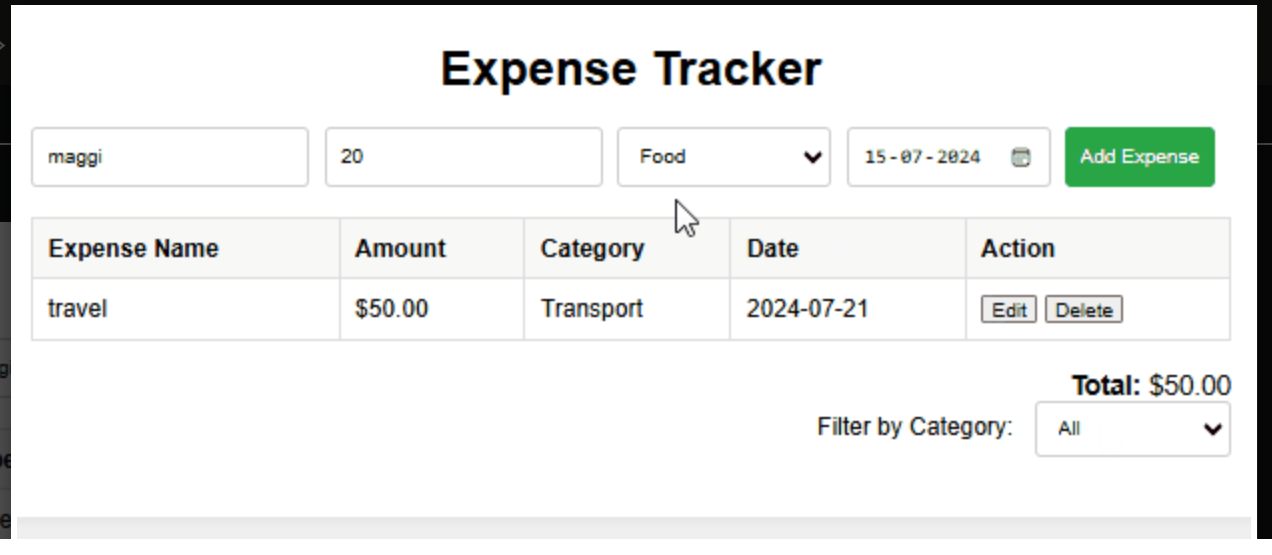 Expense Tracker
maggi 20 Food 15-07-2024 Add Expense
Expense Name Amount Category Date Action
travel $50.00 Transport 2024-07-21 Edit Delete
Total: $50.00
Filter by Category: All